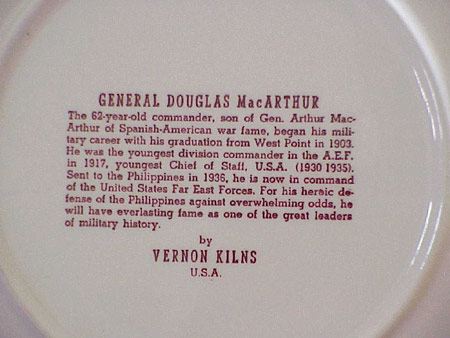 GENERAL DOUGLAS MacARTHUR
The 62-year-old commander, son of Gen. Arthur Mac-
Arthur of Spanish-American war fame, began his mili-
tary career with his graduation from West Point in 1903.
He was the youngest division commander in the A.E.F.
in 1917, youngest Chief of Staff, U.S.A. (1930 1935).
Sent to the Philippines in 1936, he is now in command
of the United States Far East Forces. For his heroic de-
fense of the Philippines against overwhelming odds, he
will have everlasting fame as one of the great leaders
of military history.
by
VERNON KILNS
U.S.A.